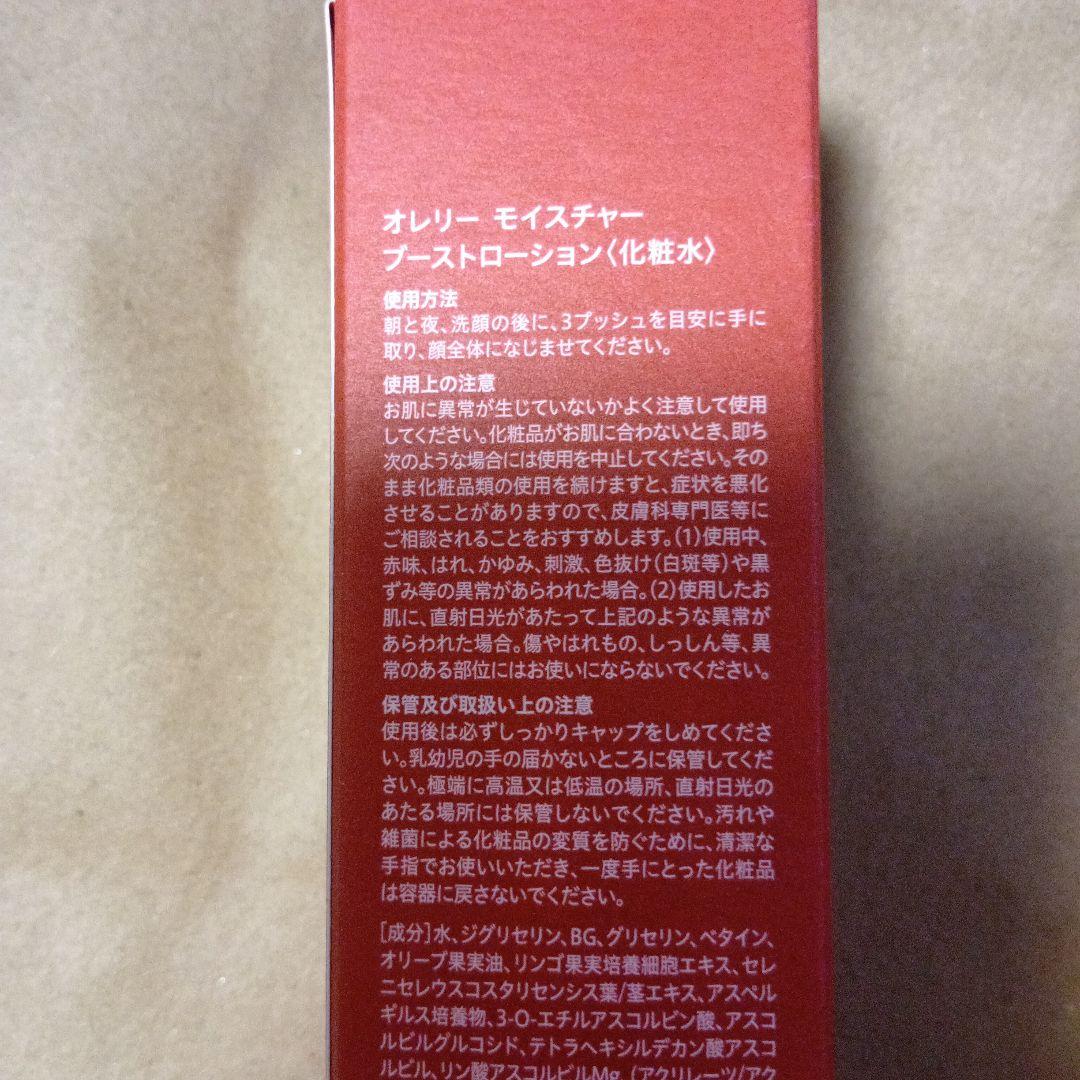 オレリー モイスチャー
ブーストローション〈化粧水〉
使用方法
朝と夜、洗顔の後に、3プッシュを目安に手に
取り、顔全体になじませてください。
使用上の注意
お肌に異常が生じていないかよく注意して使用
してください。化粧品がお肌に合わないとき、即ち
次のような場合には使用を中止してください。その
まま化粧品類の使用を続けますと、症状を悪化
させることがありますので、皮膚科専門医等に
ご相談されることをおすすめします。(1)使用中、
赤味、はれ、かゆみ、刺激、色抜け(白斑等)や黒
ずみ等の異常があらわれた場合。(2)使用したお
肌に、直射日光があたって上記のような異常が
あらわれた場合。傷やはれもの、しっしん等、異
常のある部位にはお使いにならないでください。
保管及び取扱い上の注意
使用後は必ずしっかりキャップをしめてくださ
い。乳幼児の手の届かないところに保管してくだ
さい。極端に高温又は低温の場所、直射日光の
あたる場所には保管しないでください。汚れや
雑菌による化粧品の変質を防ぐために、清潔な
手指でお使いいただき、一度手にとった化粧品
は容器に戻さないでください。
[成分]水、ジグリセリン、BG、グリセリン、ベタイン、
オリーブ果実油、リンゴ果実培養細胞エキス、セレ
ニセレウスコスタリセンシス葉/茎エキス、アスペル
ギルス培養物、3-O-エチルアスコルビン酸、アスコ
ルビルグルコシド、テトラヘキシルデカン酸アスコ
ルビル、リン酸アスコルビルMg、(アクリレーツ/アク